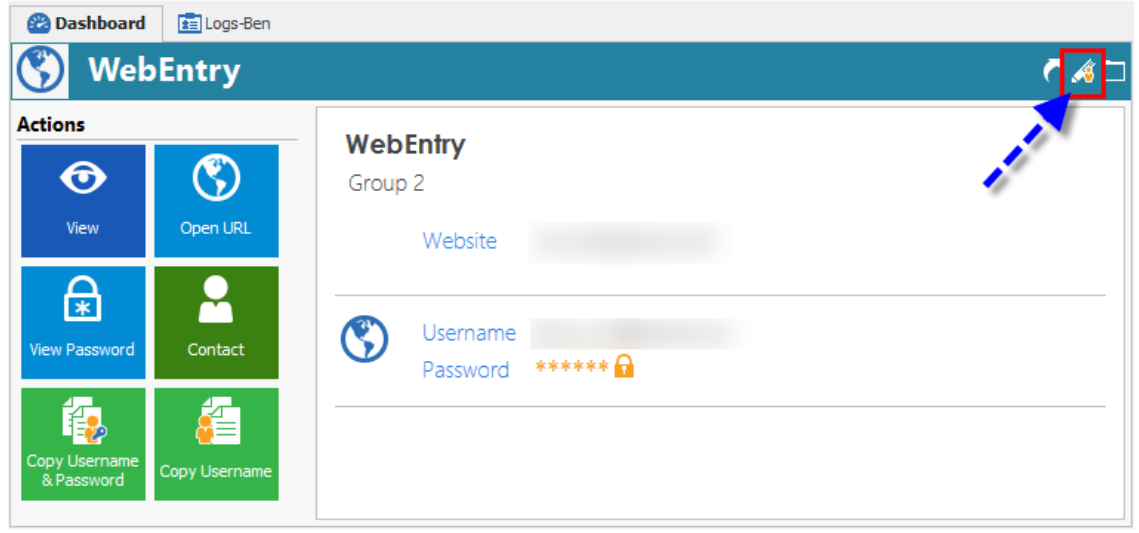 Dashboard
Logs-Ben
WebEntry
Actions
View
Open URL
View Password
Contact
Copy Username
& Password
Copy Username
WebEntry
Group 2
Website
Username
Password ******